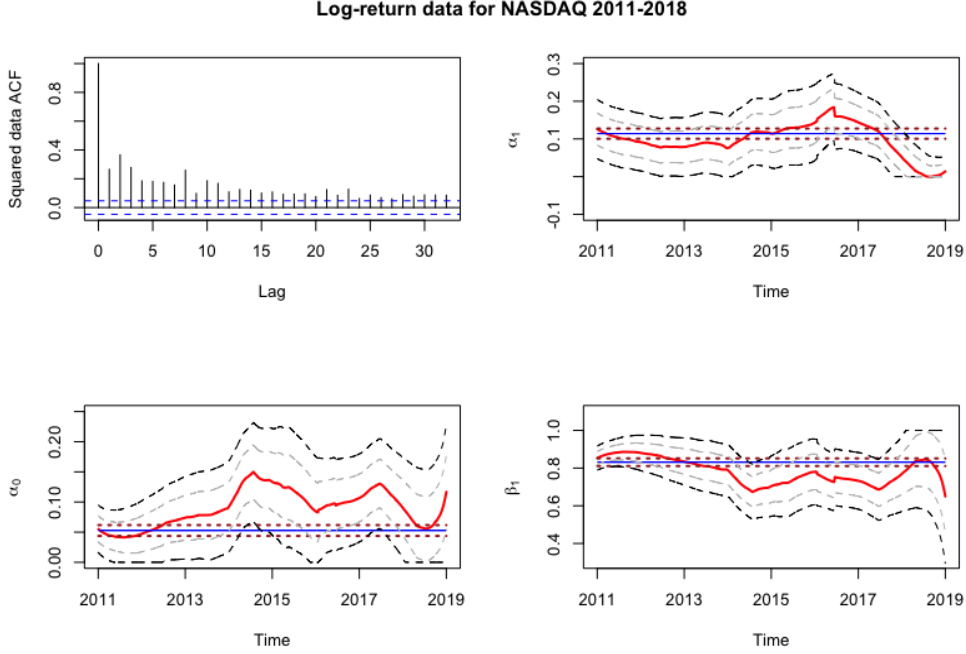 Log-return data for NASDAQ 2011-2018
Squared data ACF
0.0 0.4 0.8
0 5 10 15 20 25 30
Lag
α1
-0.1 0.1 0.2 0.3
2011 2013 2015 2017 2019
Time
α0
0.00 0.10 0.20
2011 2013 2015 2017 2019
Time
β1
0.4 0.6 0.8 1.0
2011 2013 2015 2017 2019
Time